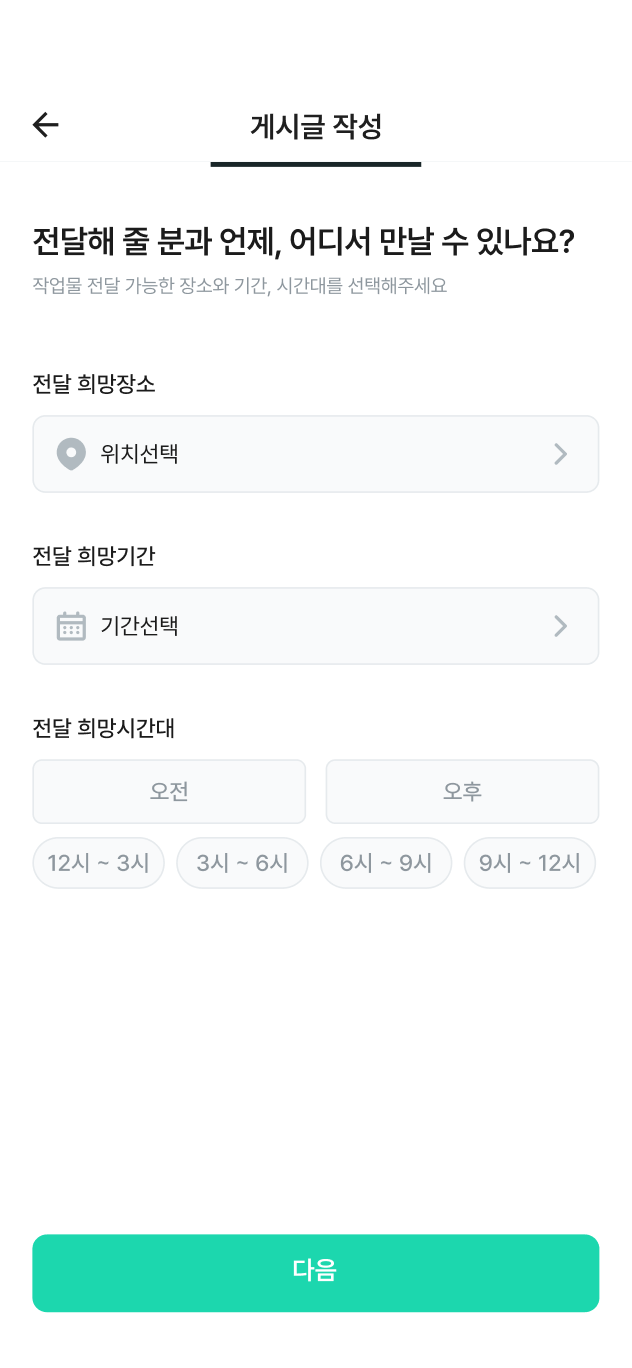 게시글 작성
전달해 줄 분과 언제, 어디서 만날 수 있나요?
작업물 전달 가능한 장소와 기간, 시간대를 선택해주세요
전달 희망장소
위치선택
전달 희망기간
기간선택
전달 희망시간대
오전 오후
12시 ~ 3시 3시 ~ 6시 6시 ~ 9시 9시 ~ 12시
다음